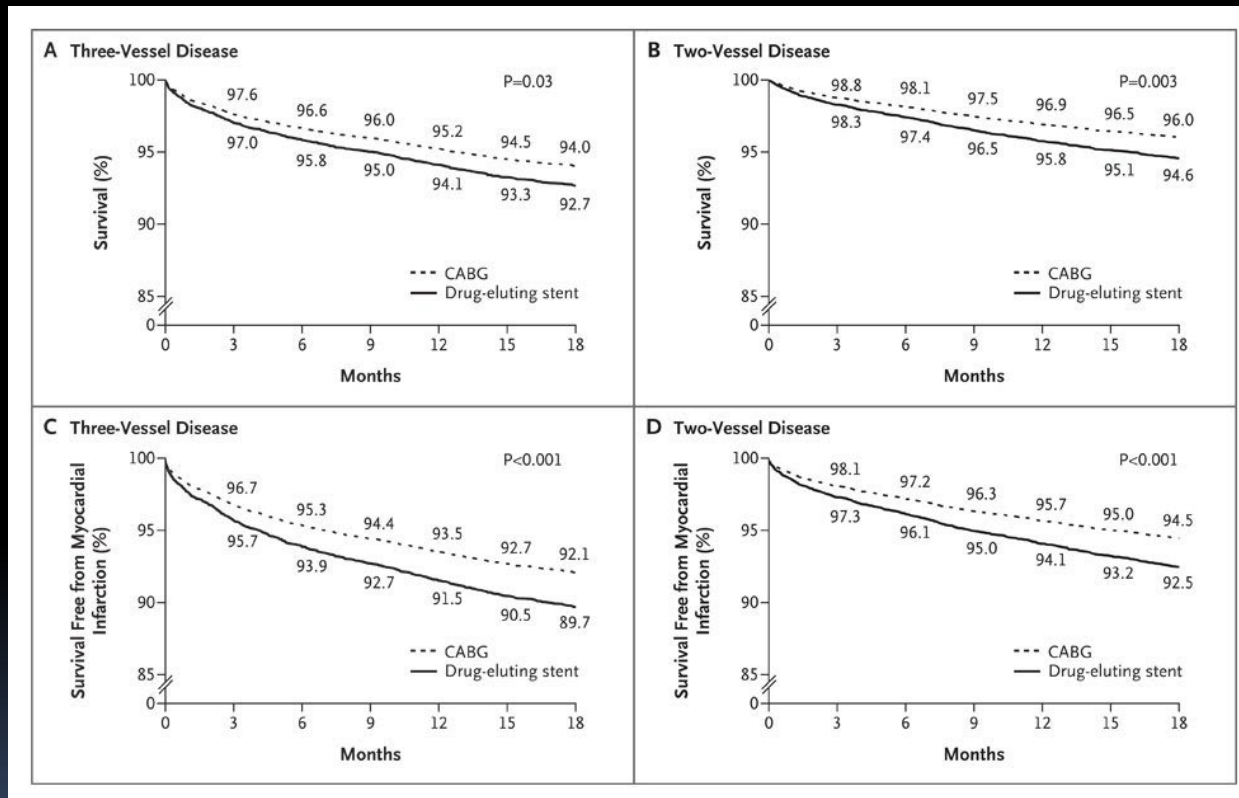 A Three-Vessel Disease
P=0.03
Survival (%)
100
95
90
85
0
97.6 96.6 96.0 95.2 94.5 94.0
97.0 95.8 95.0 94.1 93.3 92.7
CABG
Drug-eluting stent
0 3 6 9 12 15 18
Months
B Two-Vessel Disease
P=0.003
Survival (%)
100
95
90
85
0
98.8 98.1 97.5 96.9 96.5 96.0
98.3 97.4 96.5 95.8 95.1 94.6
CABG
Drug-eluting stent
0 3 6 9 12 15 18
Months
C Three-Vessel Disease
P<0.001
Survival Free from Myocardial
Infarction (%)
100
95
90
85
0
96.7 95.3 94.4 93.5 92.7 92.1
95.7 93.9 92.7 91.5 90.5 89.7
CABG
Drug-eluting stent
0 3 6 9 12 15 18
Months
D Two-Vessel Disease
P<0.001
Survival Free from Myocardial
Infarction (%)
100
95
90
85
0
98.1 97.2 96.3 95.7 95.0 94.5
97.3 96.1 95.0 94.1 93.2 92.5
CABG
Drug-eluting stent
0 3 6 9 12 15 18
Months